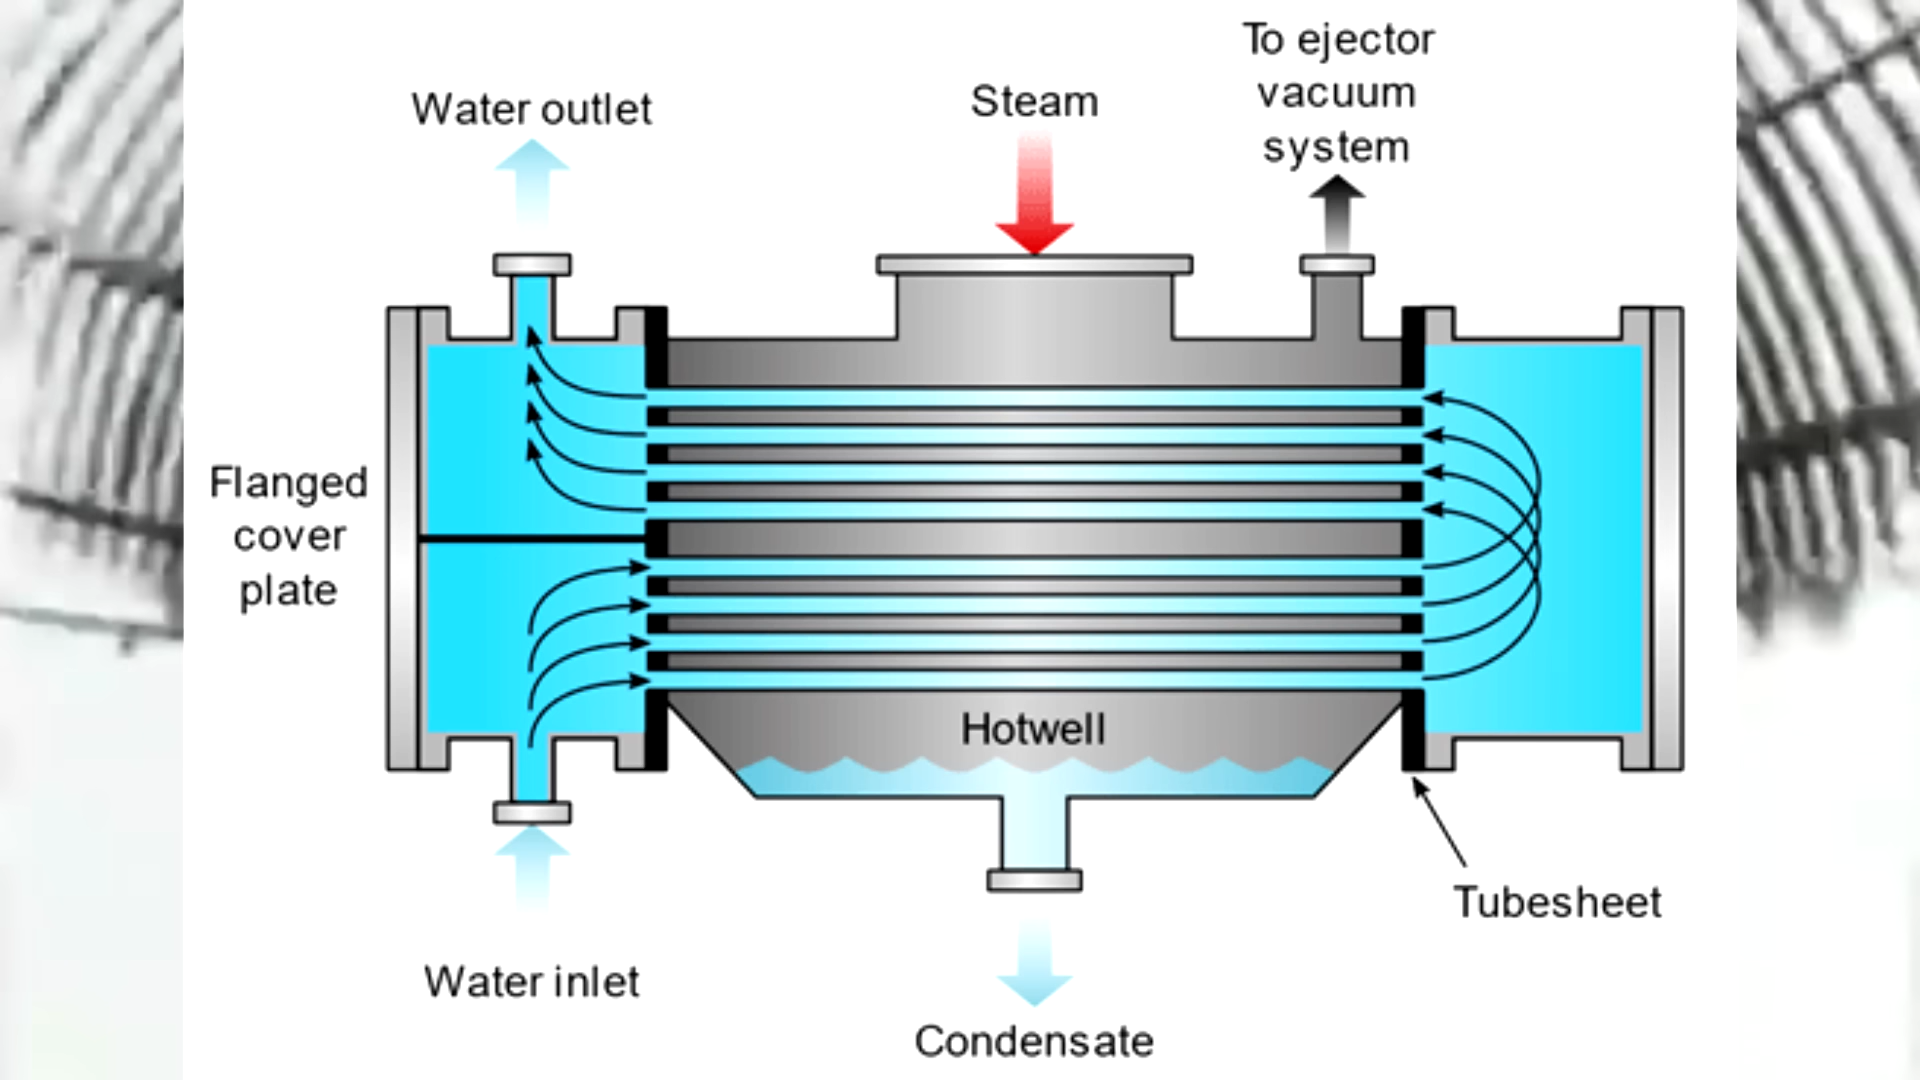 To ejector
vacuum
system
Steam
Water outlet
Flanged
cover
plate
Hotwell
Tubesheet
Water inlet
Condensate